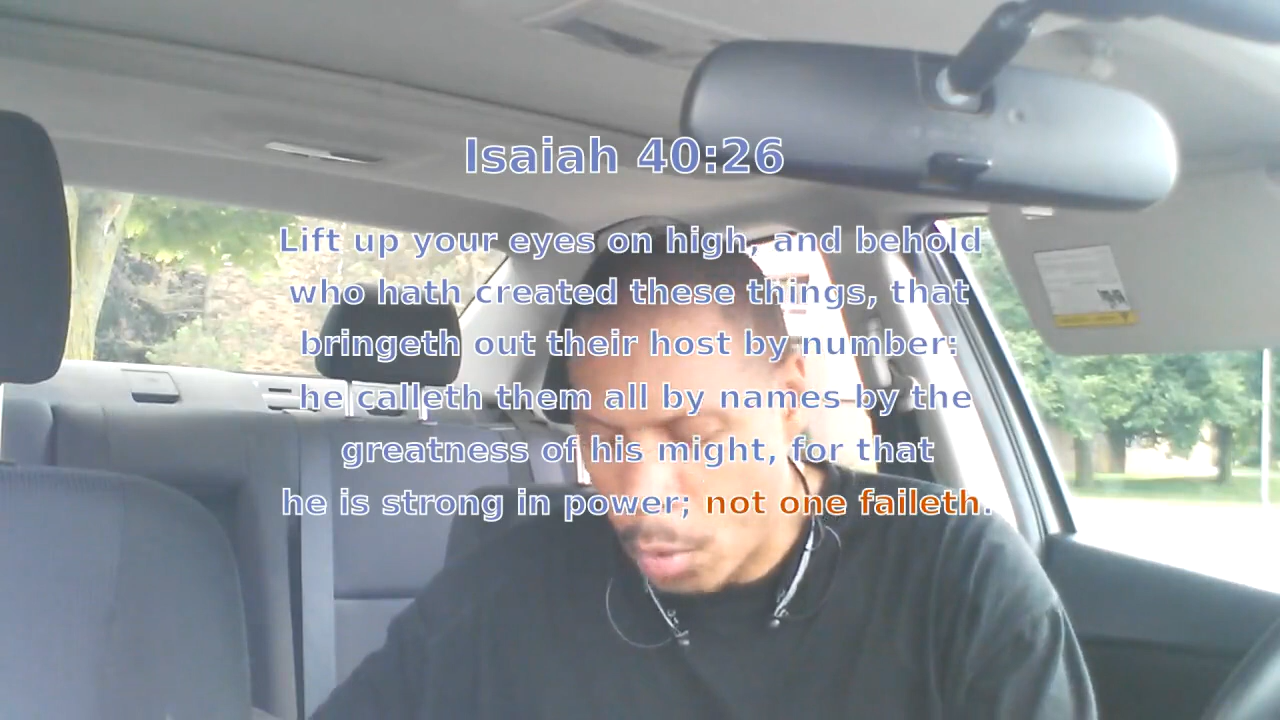 Isaiah 40:26
Lift up your eyes on high, and behold
who hath created these things, that
bringeth out their host by number:
he calleth them all by names by the
greatness of his might, for that
he is strong in power; not one faileth.